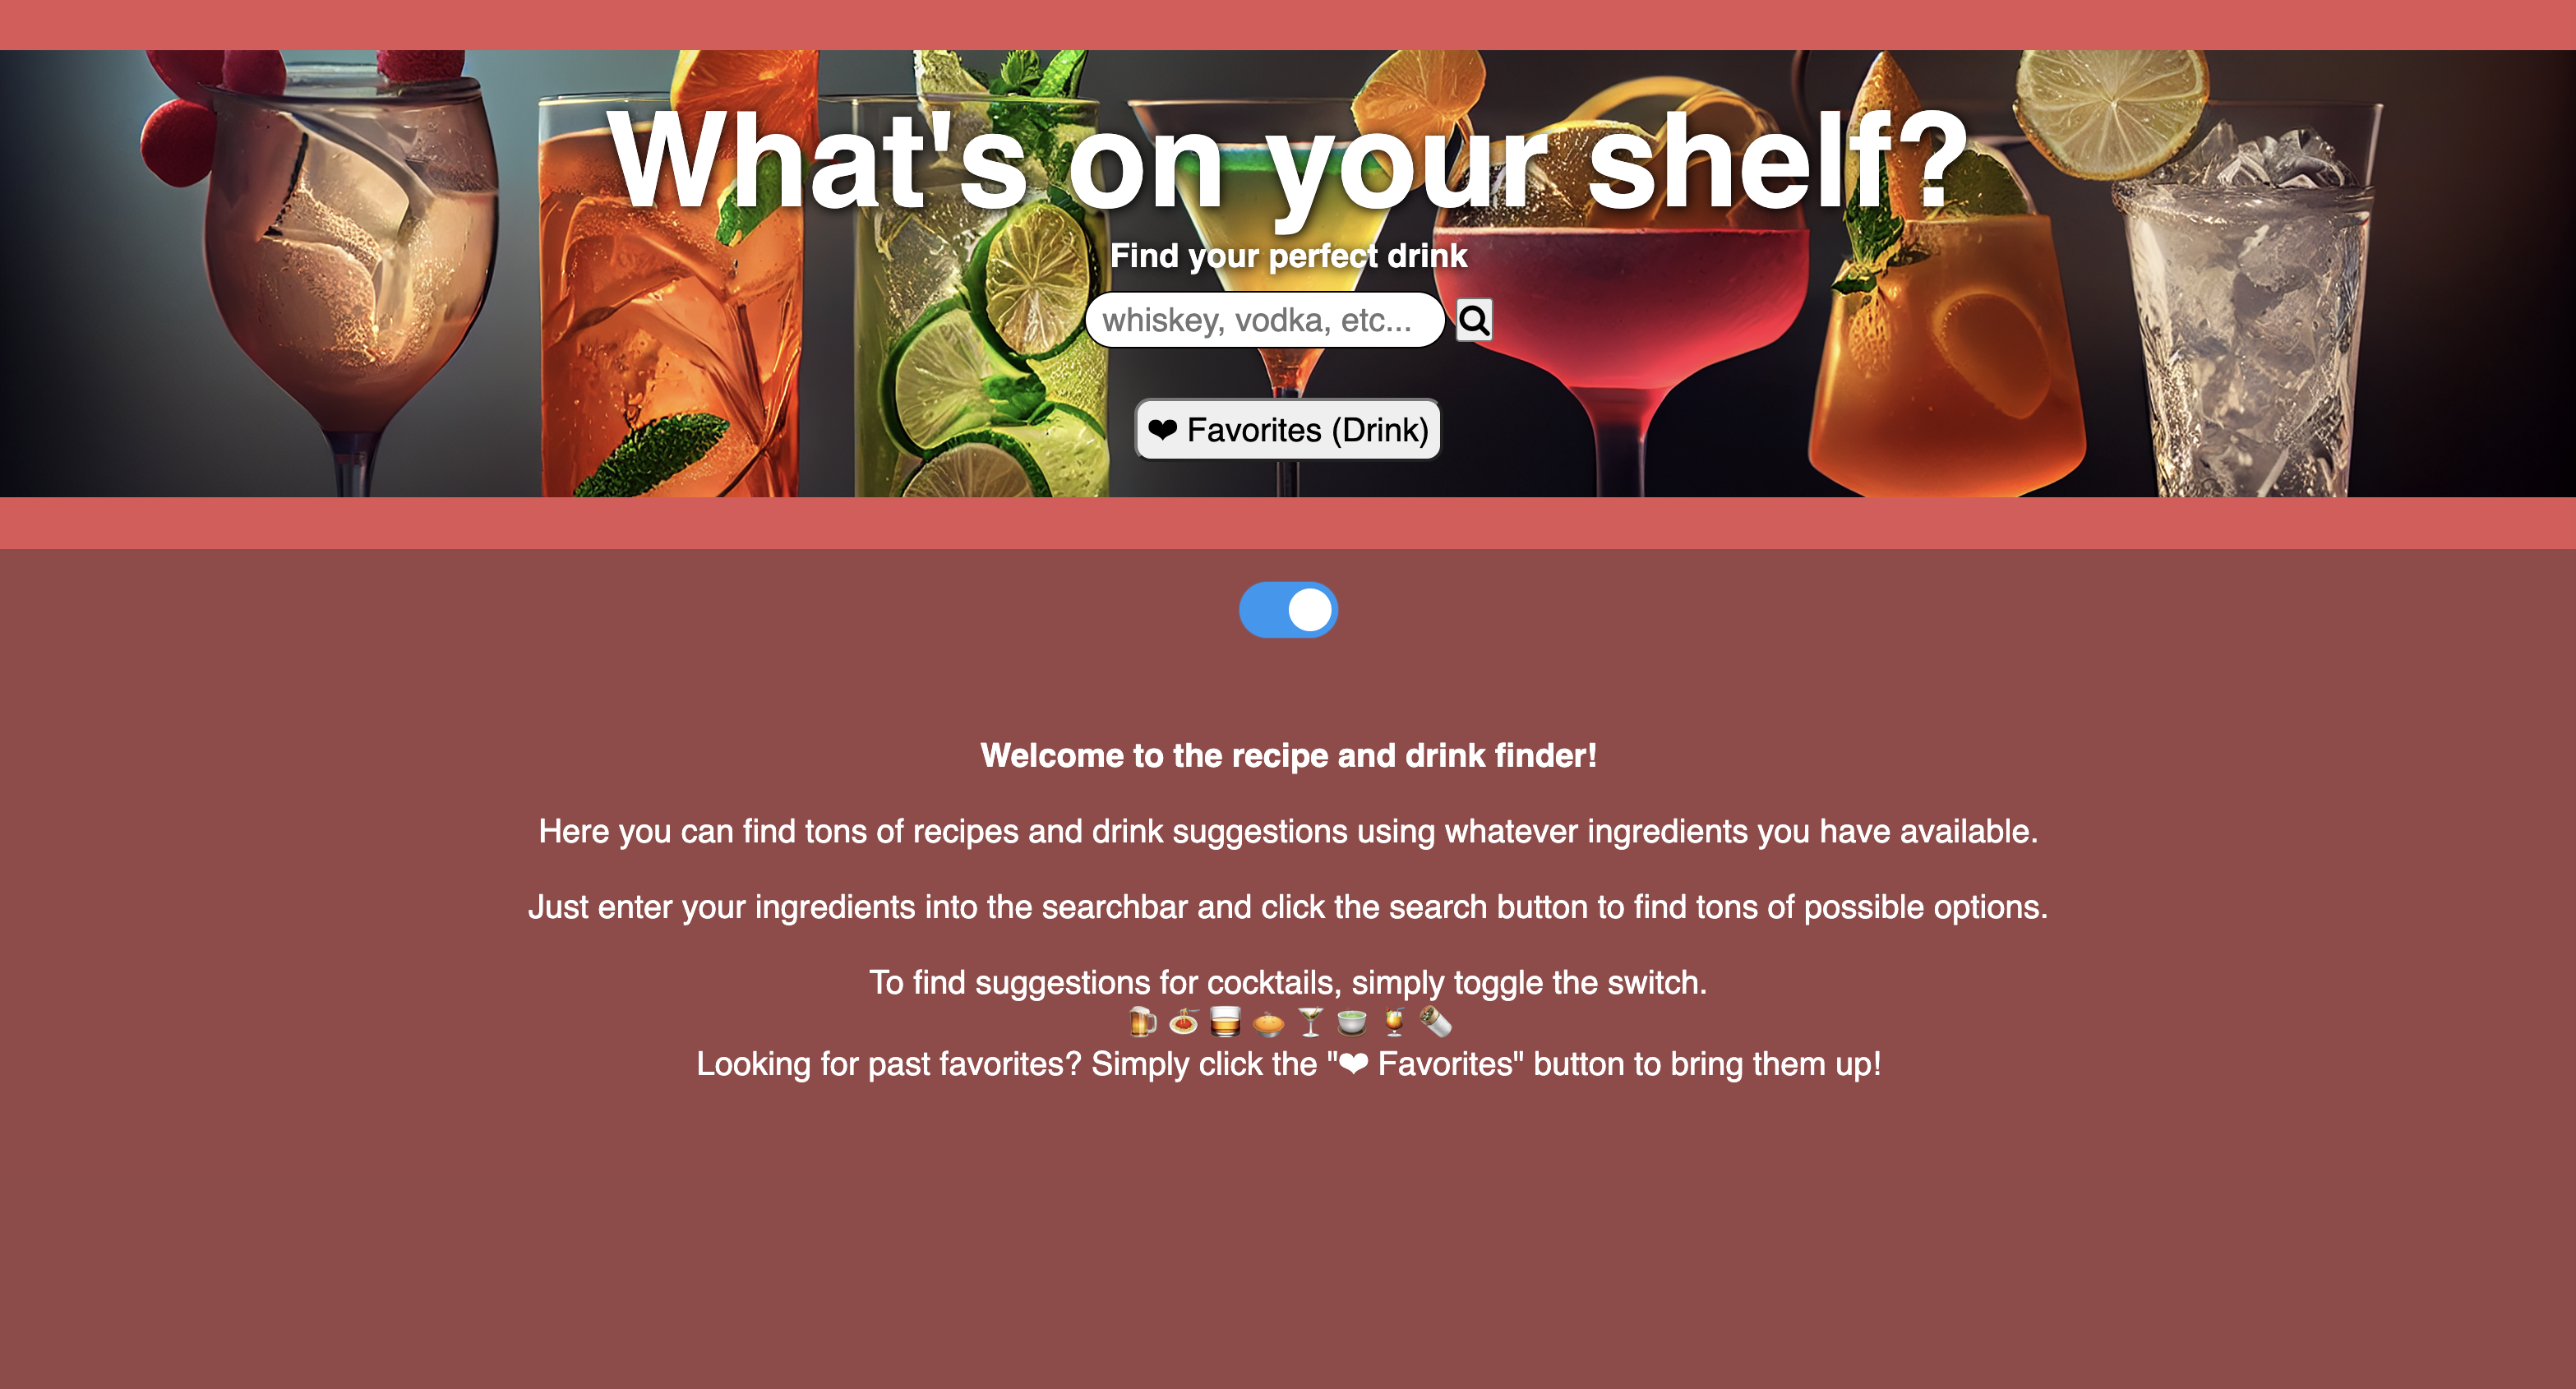 What's on your shelf?
Find your perfect drink
whiskey, vodka, etc...
❤ Favorites (Drink)
Welcome to the recipe and drink finder!
Here you can find tons of recipes and drink suggestions using whatever ingredients you have available.
Just enter your ingredients into the searchbar and click the search button to find tons of possible options.
To find suggestions for cocktails, simply toggle the switch.
🍺 🍝 🥃 🥧 🍸 🍵 🍹 🌯
Looking for past favorites? Simply click the "❤ Favorites" button to bring them up!